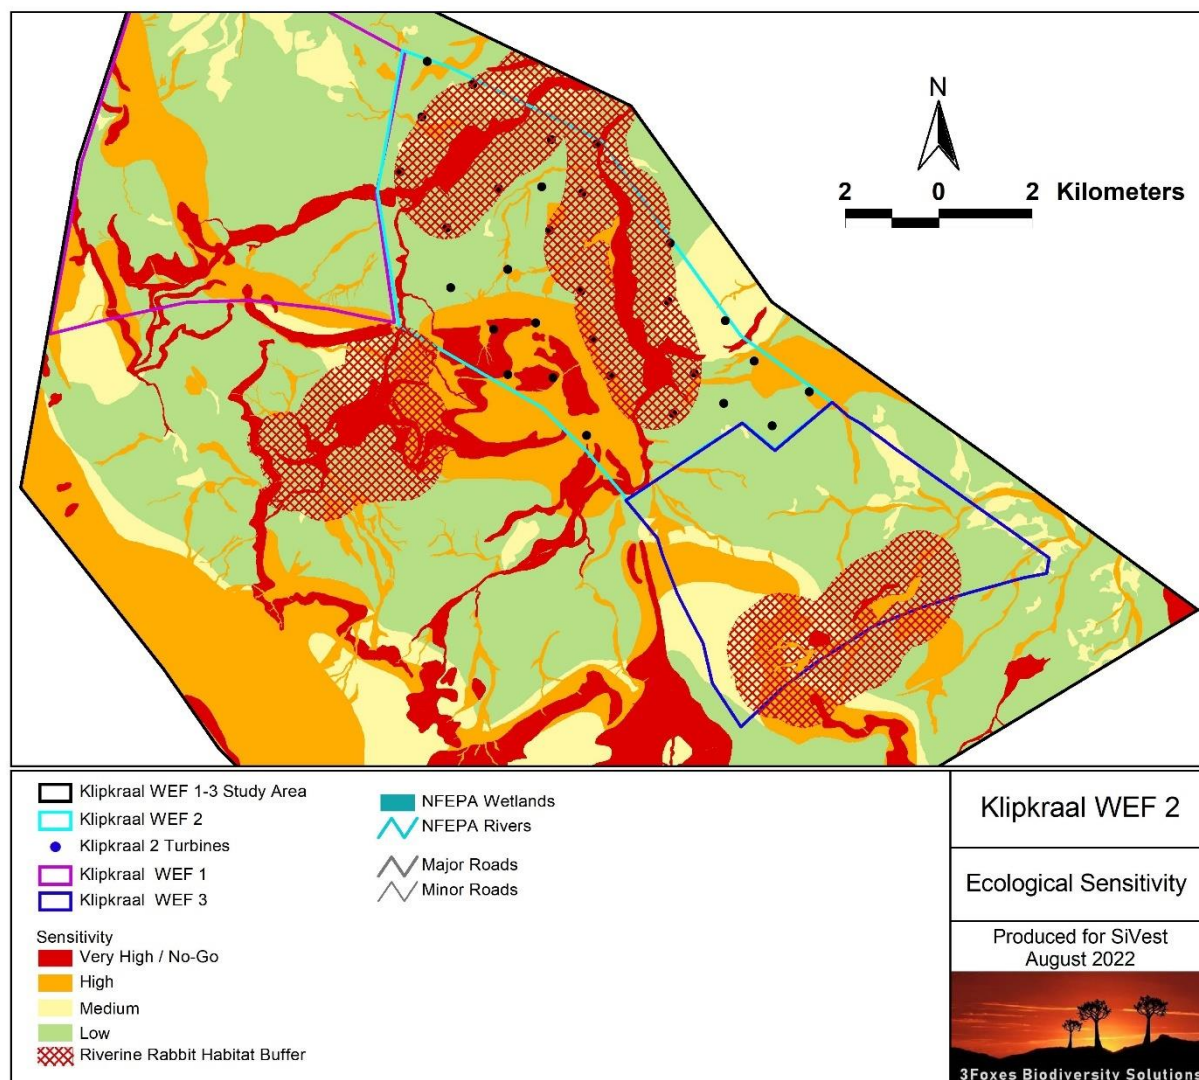 N
2 0 2 Kilometers
Klipkraal WEF 1-3 Study Area
Klipkraal WEF 2
Klipkraal 2 Turbines
Klipkraal WEF 1
Klipkraal WEF 3
NFEPA Wetlands
NFEPA Rivers
Major Roads
Minor Roads
Sensitivity
Very High / No-Go
High
Medium
Low
Riverine Rabbit Habitat Buffer
Klipkraal WEF 2
Ecological Sensitivity
Produced for SiVest
August 2022
3Foxes Biodiversity Solutions